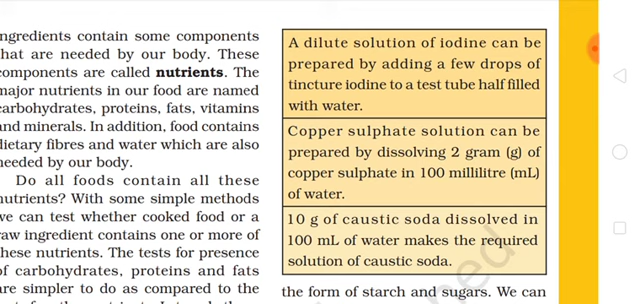 ingredients contain some components
that are needed by our body. These
components are called nutrients. The
major nutrients in our food are named
carbohydrates, proteins, fats, vitamins
and minerals. In addition, food contains
dietary fibres and water which are also
needed by our body.
Do all foods contain all these
nutrients? With some simple methods
we can test whether cooked food or a
raw ingredient contains one or more of
these nutrients. The tests for presence
of carbohydrates, proteins and fats
are simpler to do as compared to the
A dilute solution of iodine can be
prepared by adding a few drops of
tincture iodine to a test tube half filled
with water.
Copper sulphate solution can be
prepared by dissolving 2 gram (g) of
copper sulphate in 100 millilitre (mL)
of water.
10 g of caustic soda dissolved in
100 mL of water makes the required
solution of caustic soda.
the form of starch and sugars. We can